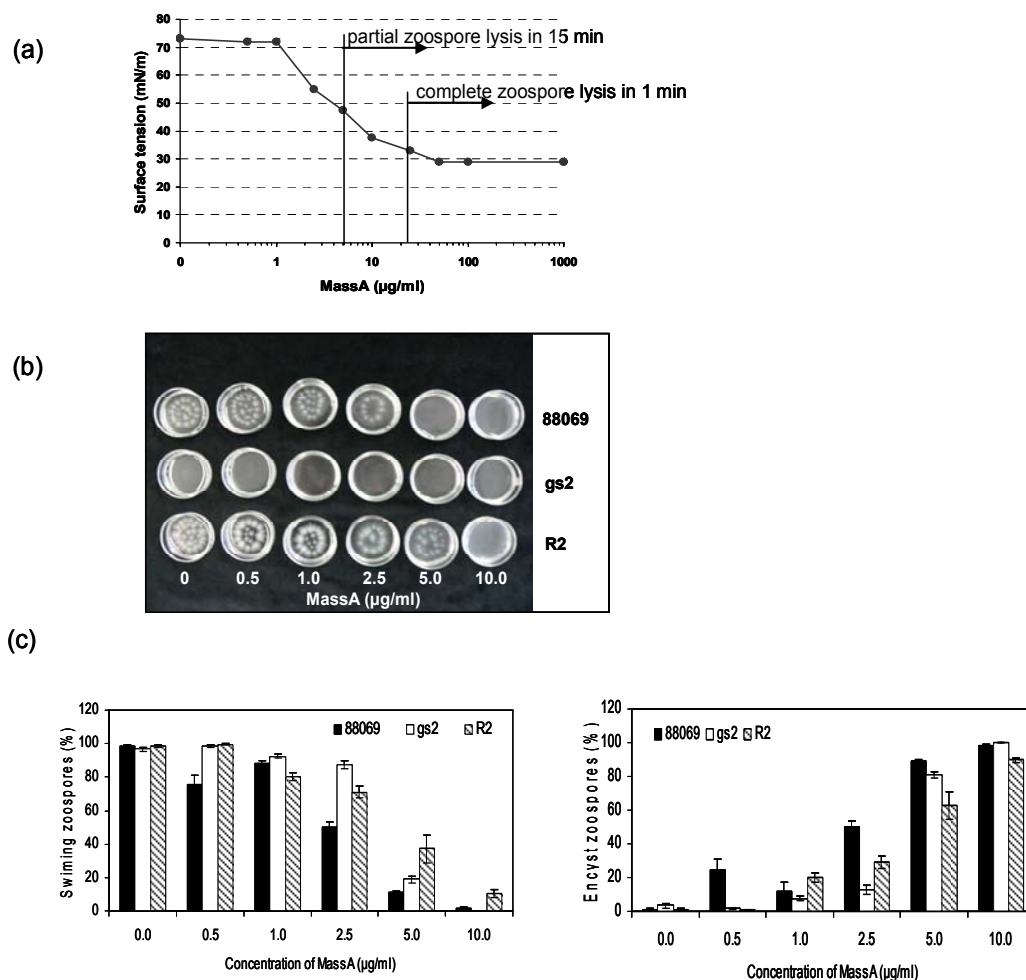 (a)
80
70
60
50
40
30
20
10
0
Surface tension (mN/m)
partial zoospore lysis in 15 min
complete zoospore lysis in 1 min
0 1 10 100 1000
MassA (µg/ml)
(b)
88069
gs2
R2
0 0.5 1.0 2.5 5.0 10.0
MassA (µg/ml)
(c)
120
100
80
60
40
20
0
Swiming zoospores (%)
88069 gs2 R2
0.0 0.5 1.0 2.5 5.0 10.0
Concentration of MassA (µg/ml)
120
100
80
60
40
20
0
Encyst zoospores (%)
88069 gs2 R2
0.0 0.5 1.0 2.5 5.0 10.0
Concentration of MassA (µg/ml)